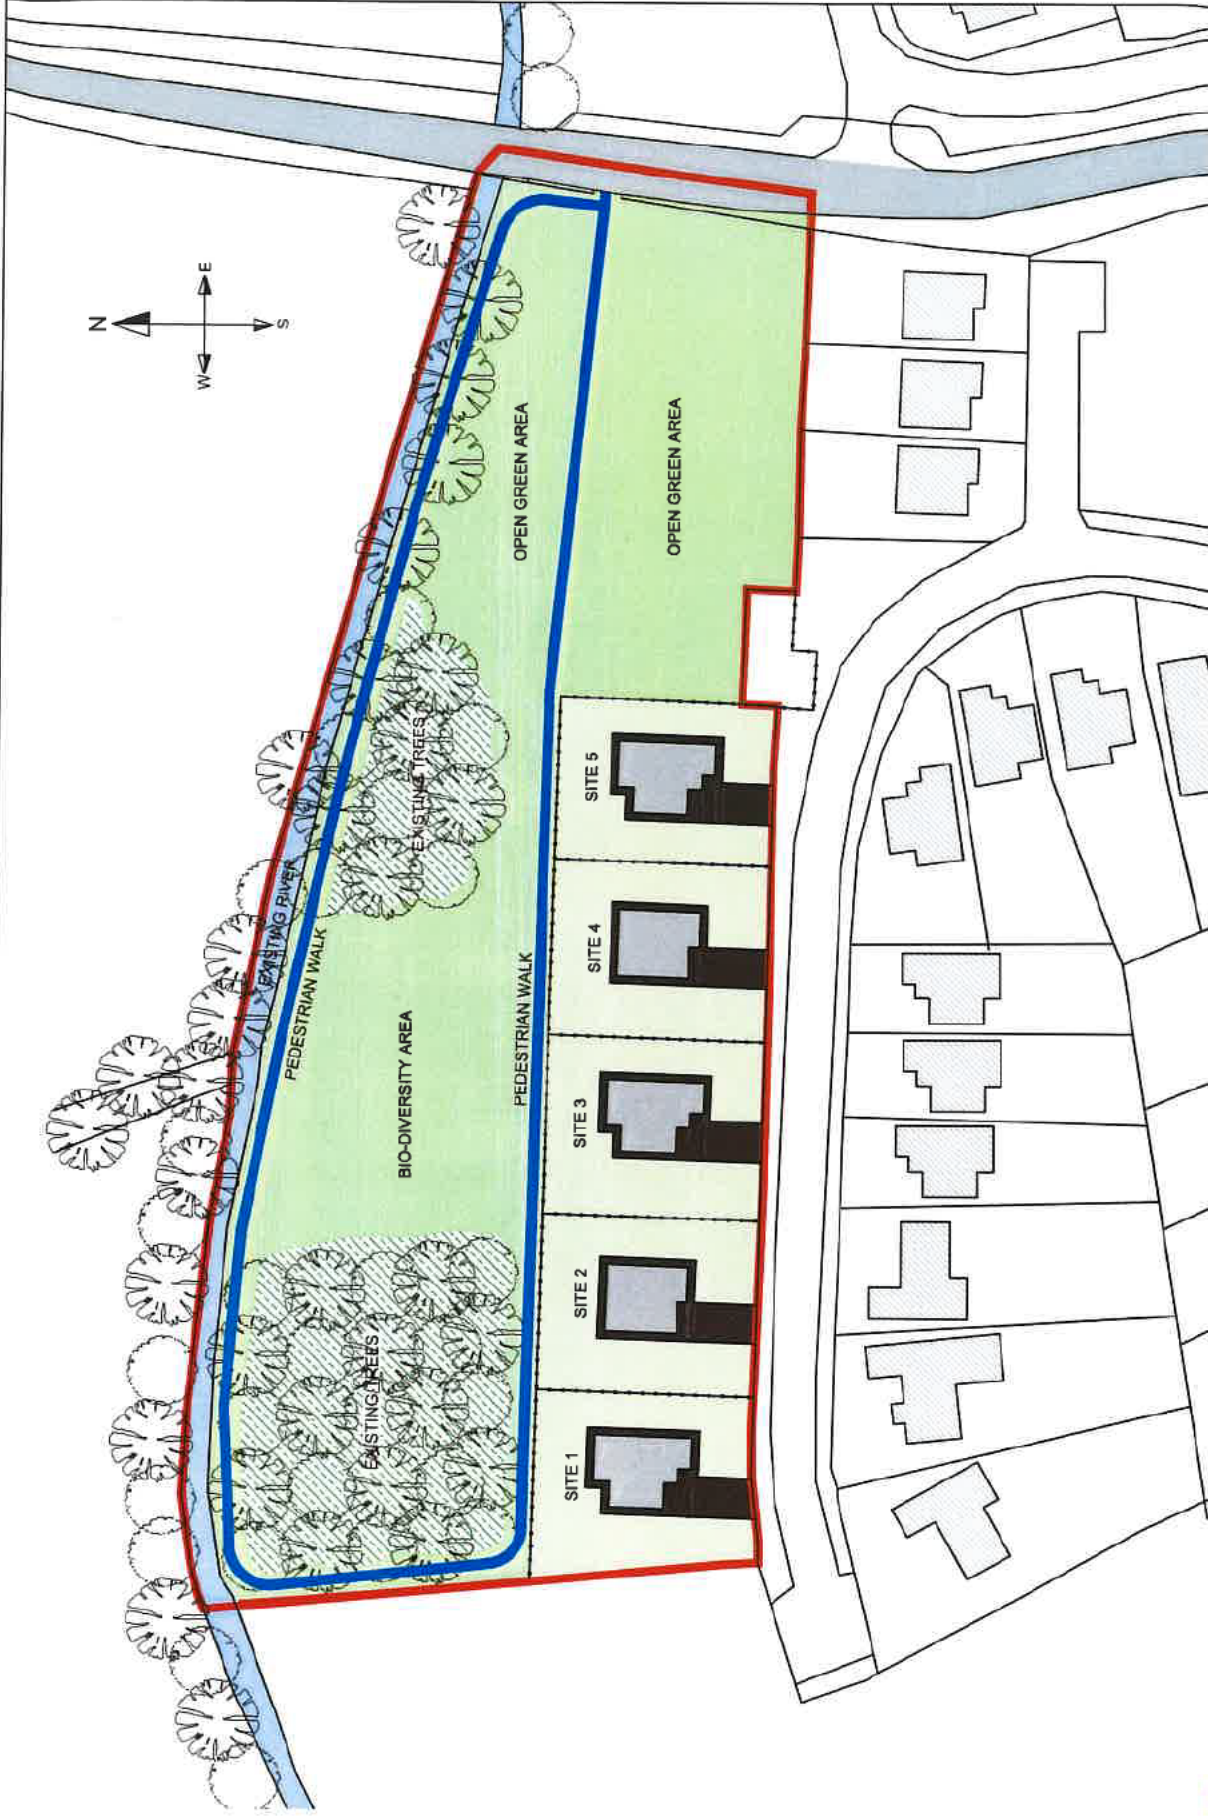 N
W
E
S
OPEN GREEN AREA
OPEN GREEN AREA
EXISTING TREES
EXISTING RIVER
PEDESTRIAN WALK
BIO-DIVERSITY AREA
PEDESTRIAN WALK
EXISTING TREES
SITE 5
SITE 4
SITE 3
SITE 2
SITE 1